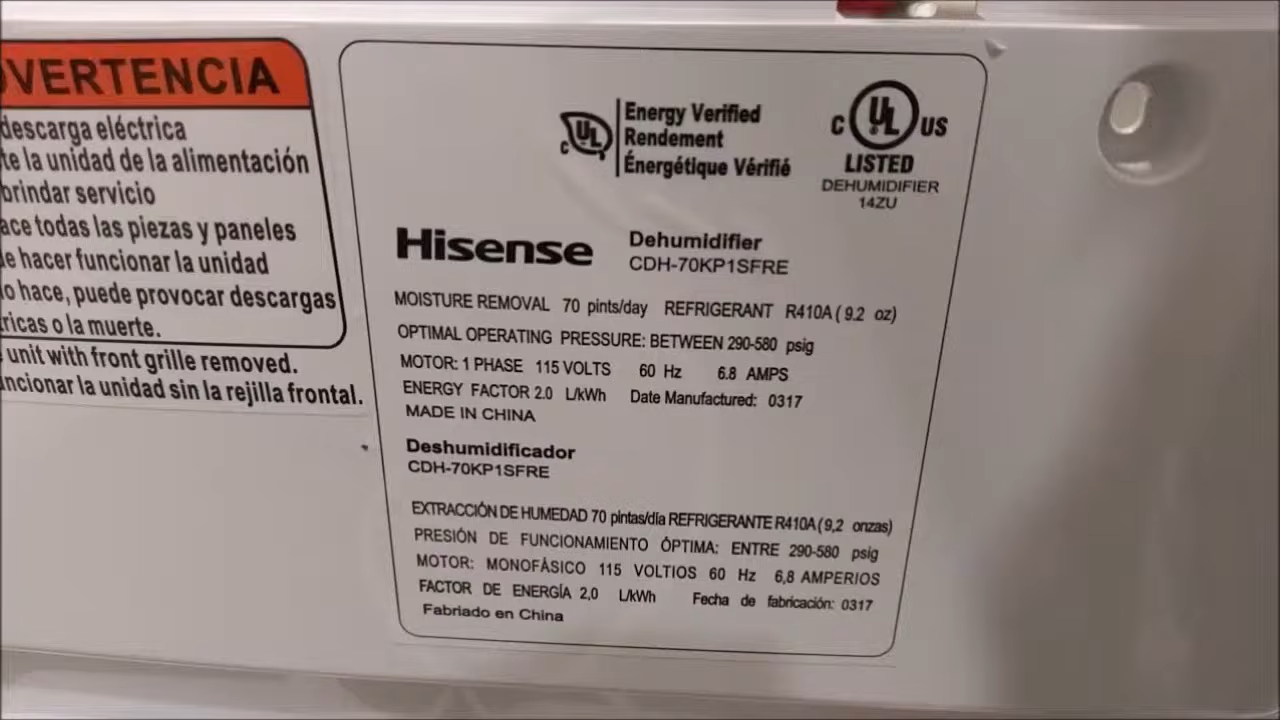 VERTENCIA
descarga eléctrica
te la unidad de la alimentación
brindar servicio
ace todas las piezas y paneles
de hacer funcionar la unidad
lo hace, puede provocar descargas
tricas o la muerte.
unit with front grille removed.
ncionar la unidad sin la rejilla frontal.
C UL
Energy Verified
Rendement
Énergétique Vérifié
C UL US
LISTED
DEHUMIDIFIER
14ZU
Hisense
Dehumidifier
CDH-70KP1SFRE
MOISTURE REMOVAL 70 pints/day REFRIGERANT R410A ( 9.2 oz)
OPTIMAL OPERATING PRESSURE: BETWEEN 290-580 psig
MOTOR: 1 PHASE 115 VOLTS 60 Hz 6.8 AMPS
ENERGY FACTOR 2.0 L/kWh Date Manufactured: 0317
MADE IN CHINA
Deshumidificador
CDH-70KP1SFRE
EXTRACCIÓN DE HUMEDAD 70 pintas/día REFRIGERANTE R410A ( 9,2 onzas)
PRESIÓN DE FUNCIONAMIENTO ÓPTIMA: ENTRE 290-580 psig
MOTOR: MONOFÁSICO 115 VOLTIOS 60 Hz 6,8 AMPERIOS
FACTOR DE ENERGÍA 2,0 L/kWh Fecha de fabricación: 0317
Fabriado en China